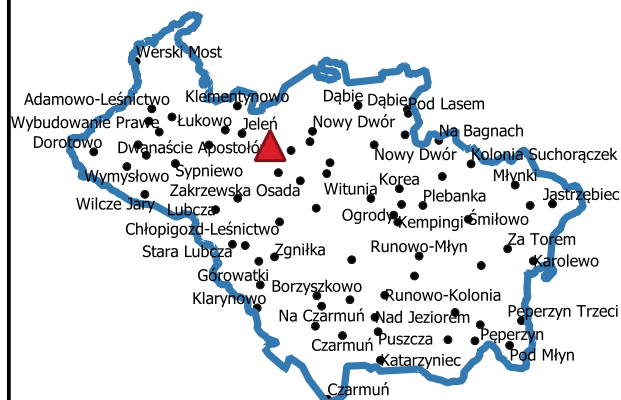 Werski Most
Adamowo-Leśnictwo
Klementynowo
Dąbie
Dąbie
Pod Lasem
Wybudowanie Prawe
Łukowo
Jeleń
Nowy Dwór
Na Bagnach
Dorotowo
Dwanaście Apostołów
Nowy Dwór
Kolonia Suchorączek
Wymysłowo
Sypniewo
Korea
Młynki
Zakrzewska Osada
Witunia
Plebanka
Jastrzębiec
Wilcze Jary
Lubcza
Ogrody
Kempingi
Śmiłowo
Chłopigozd-Leśnictwo
Stara Lubcza
Zgniłka
Runowo-Młyn
Za Torem
Karolewo
Górowatki
Borzyszkowo
Klarynowo
Runowo-Kolonia
Na Czarmuń
Nad Jeziorem
Pęperzyn Trzeci
Czarmuń
Puszcza
Pęperzyn
Katarzyniec
Pod Młyn
Czarmuń